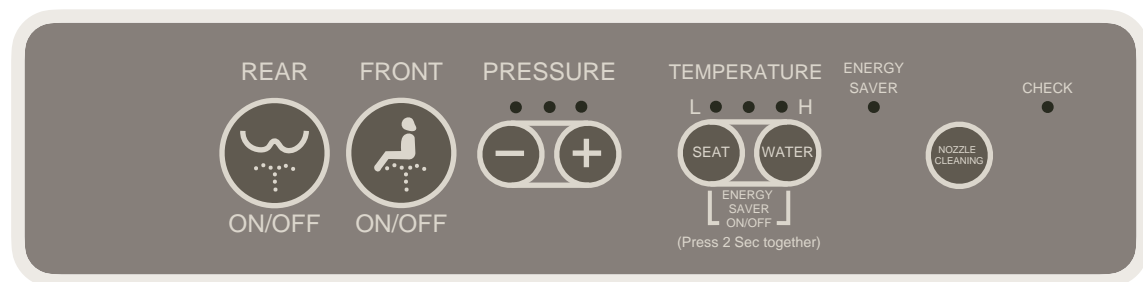 REAR
FRONT
PRESSURE
TEMPERATURE
ENERGY
SAVER
CHECK
L
H
−
+
SEAT
WATER
NOZZLE
CLEANING
ENERGY
SAVER
ON/OFF
ON/OFF
ON/OFF
(Press 2 Sec together)